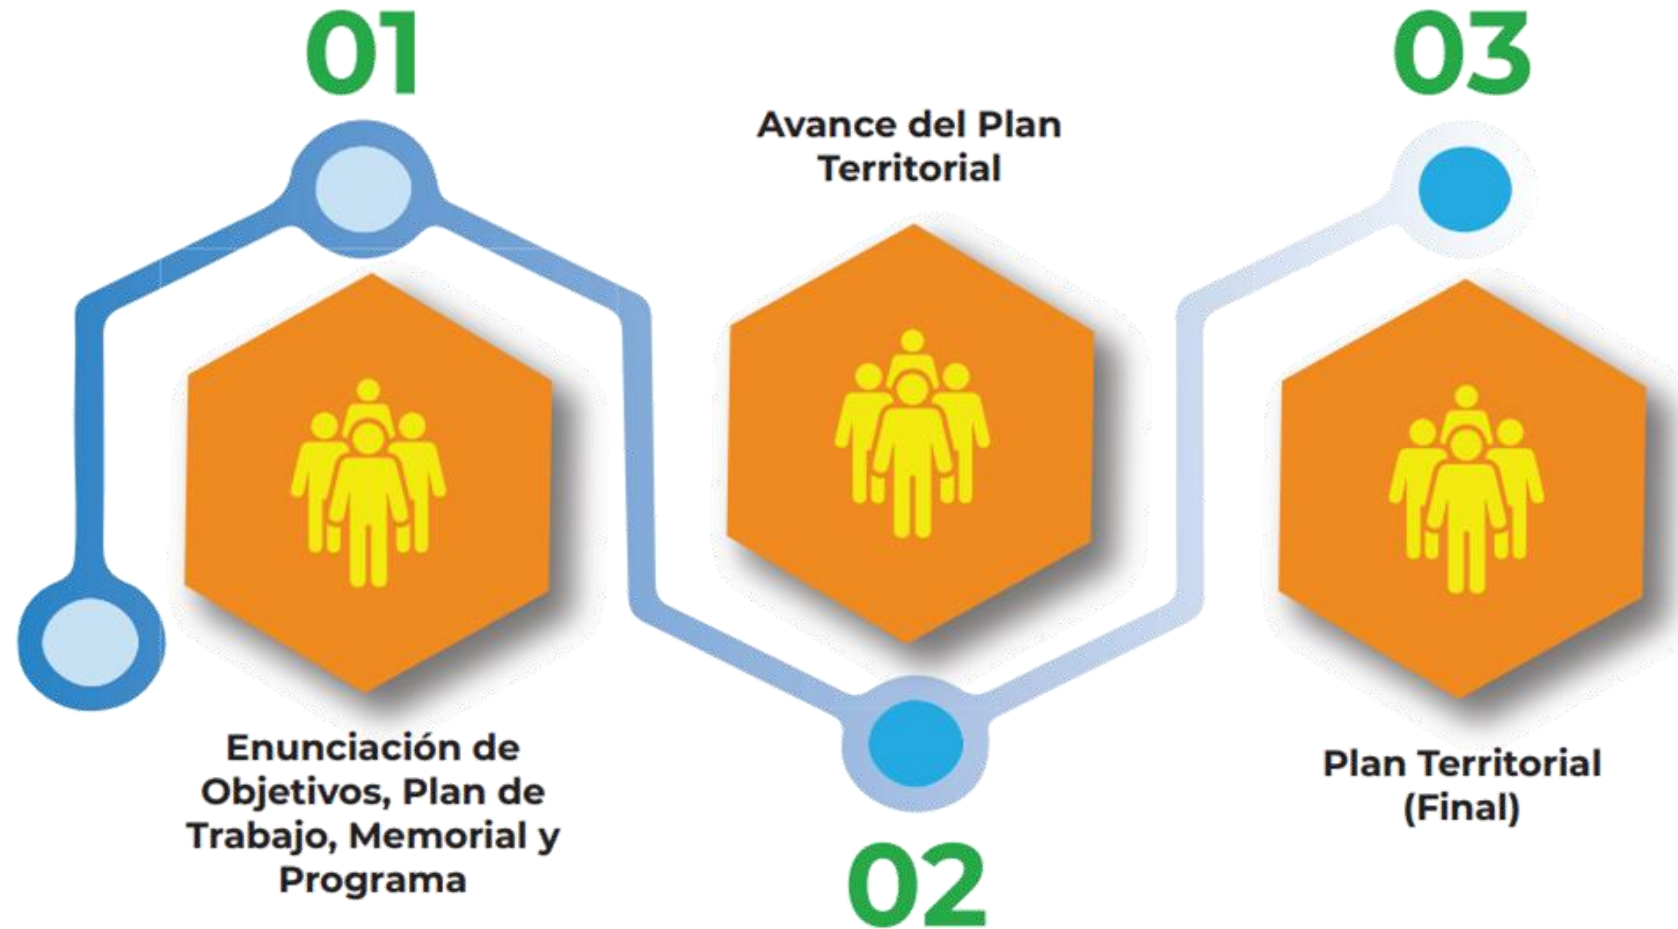 01
Enunciación de
Objetivos, Plan de
Trabajo, Memorial y
Programa
Avance del Plan
Territorial
02
03
Plan Territorial
(Final)